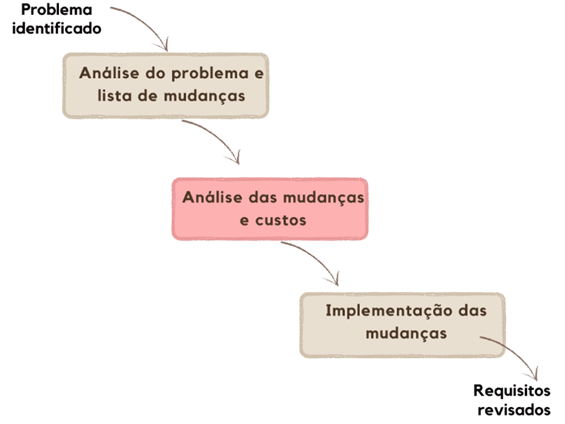 Problema
identificado
Análise do problema e
lista de mudanças
Análise das mudanças
e custos
Implementação das
mudanças
Requisitos
revisados